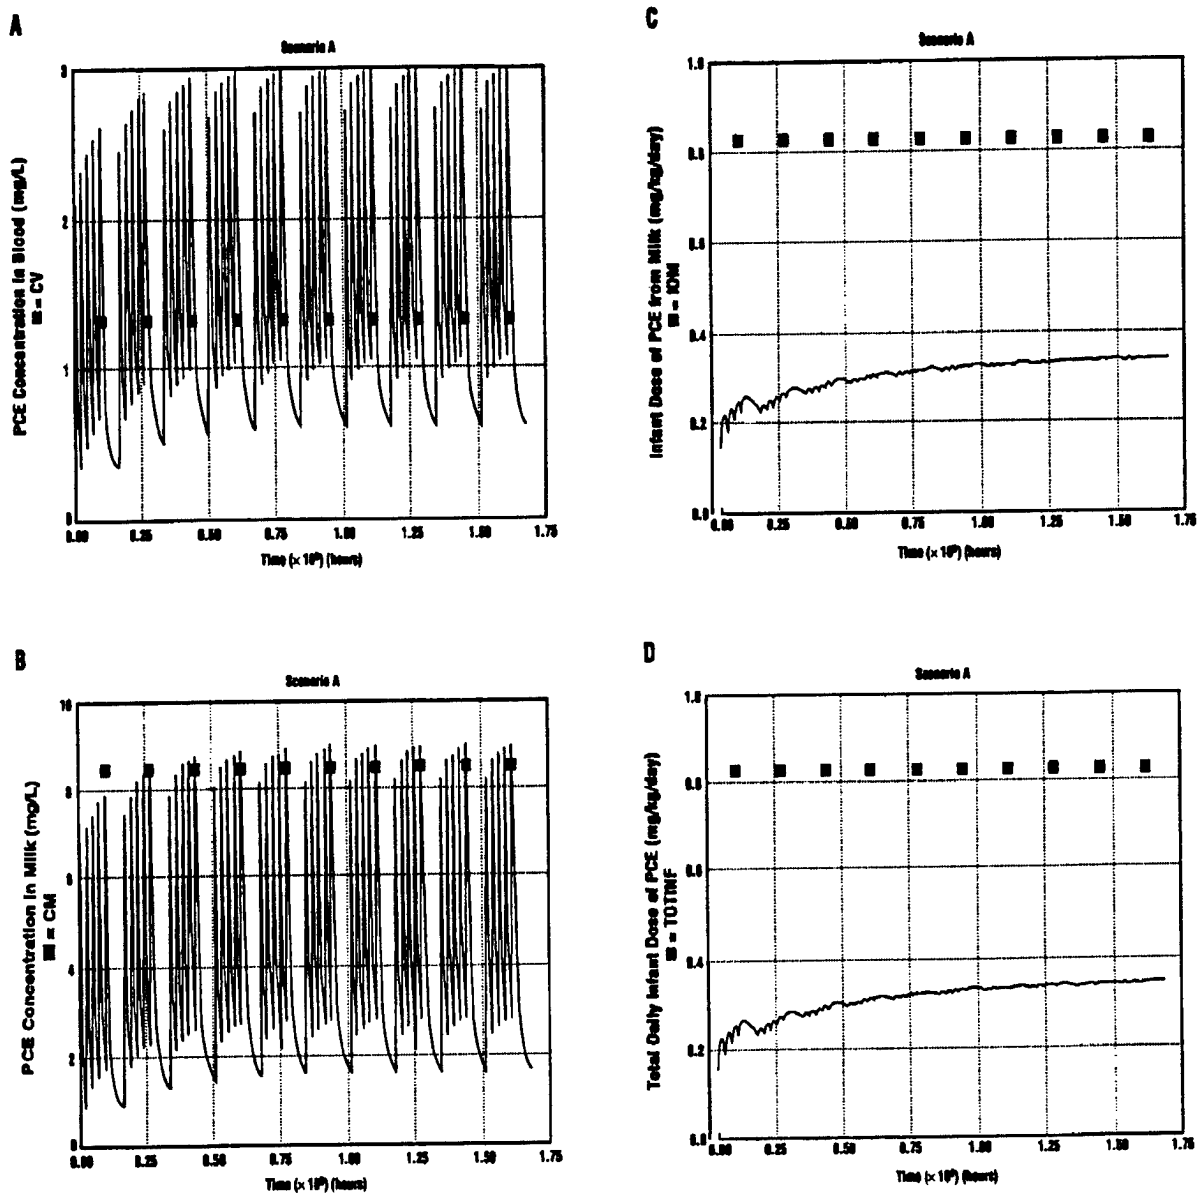 A
Scenario A
PCE Concentration in Blood (mg/L)
■ = CV
3
2
1
0
0.00 0.25 0.50 0.75 1.00 1.25 1.50 1.75
Time (× 10³) (hours)
C
Scenario A
Infant Dose of PCE from Milk (mg/kg/day)
■ = IDM
1.0
0.8
0.6
0.4
0.2
0.0
0.00 0.25 0.50 0.75 1.00 1.25 1.50 1.75
Time (× 10³) (hours)
B
Scenario A
PCE Concentration in Milk (mg/L)
■ = CM
10
8
6
4
2
0
0.00 0.25 0.50 0.75 1.00 1.25 1.50 1.75
Time (× 10³) (hours)
D
Scenario A
Total Daily Infant Dose of PCE (mg/kg/day)
■ = TOTINF
1.0
0.8
0.6
0.4
0.2
0.0
0.00 0.25 0.50 0.75 1.00 1.25 1.50 1.75
Time (× 10³) (hours)